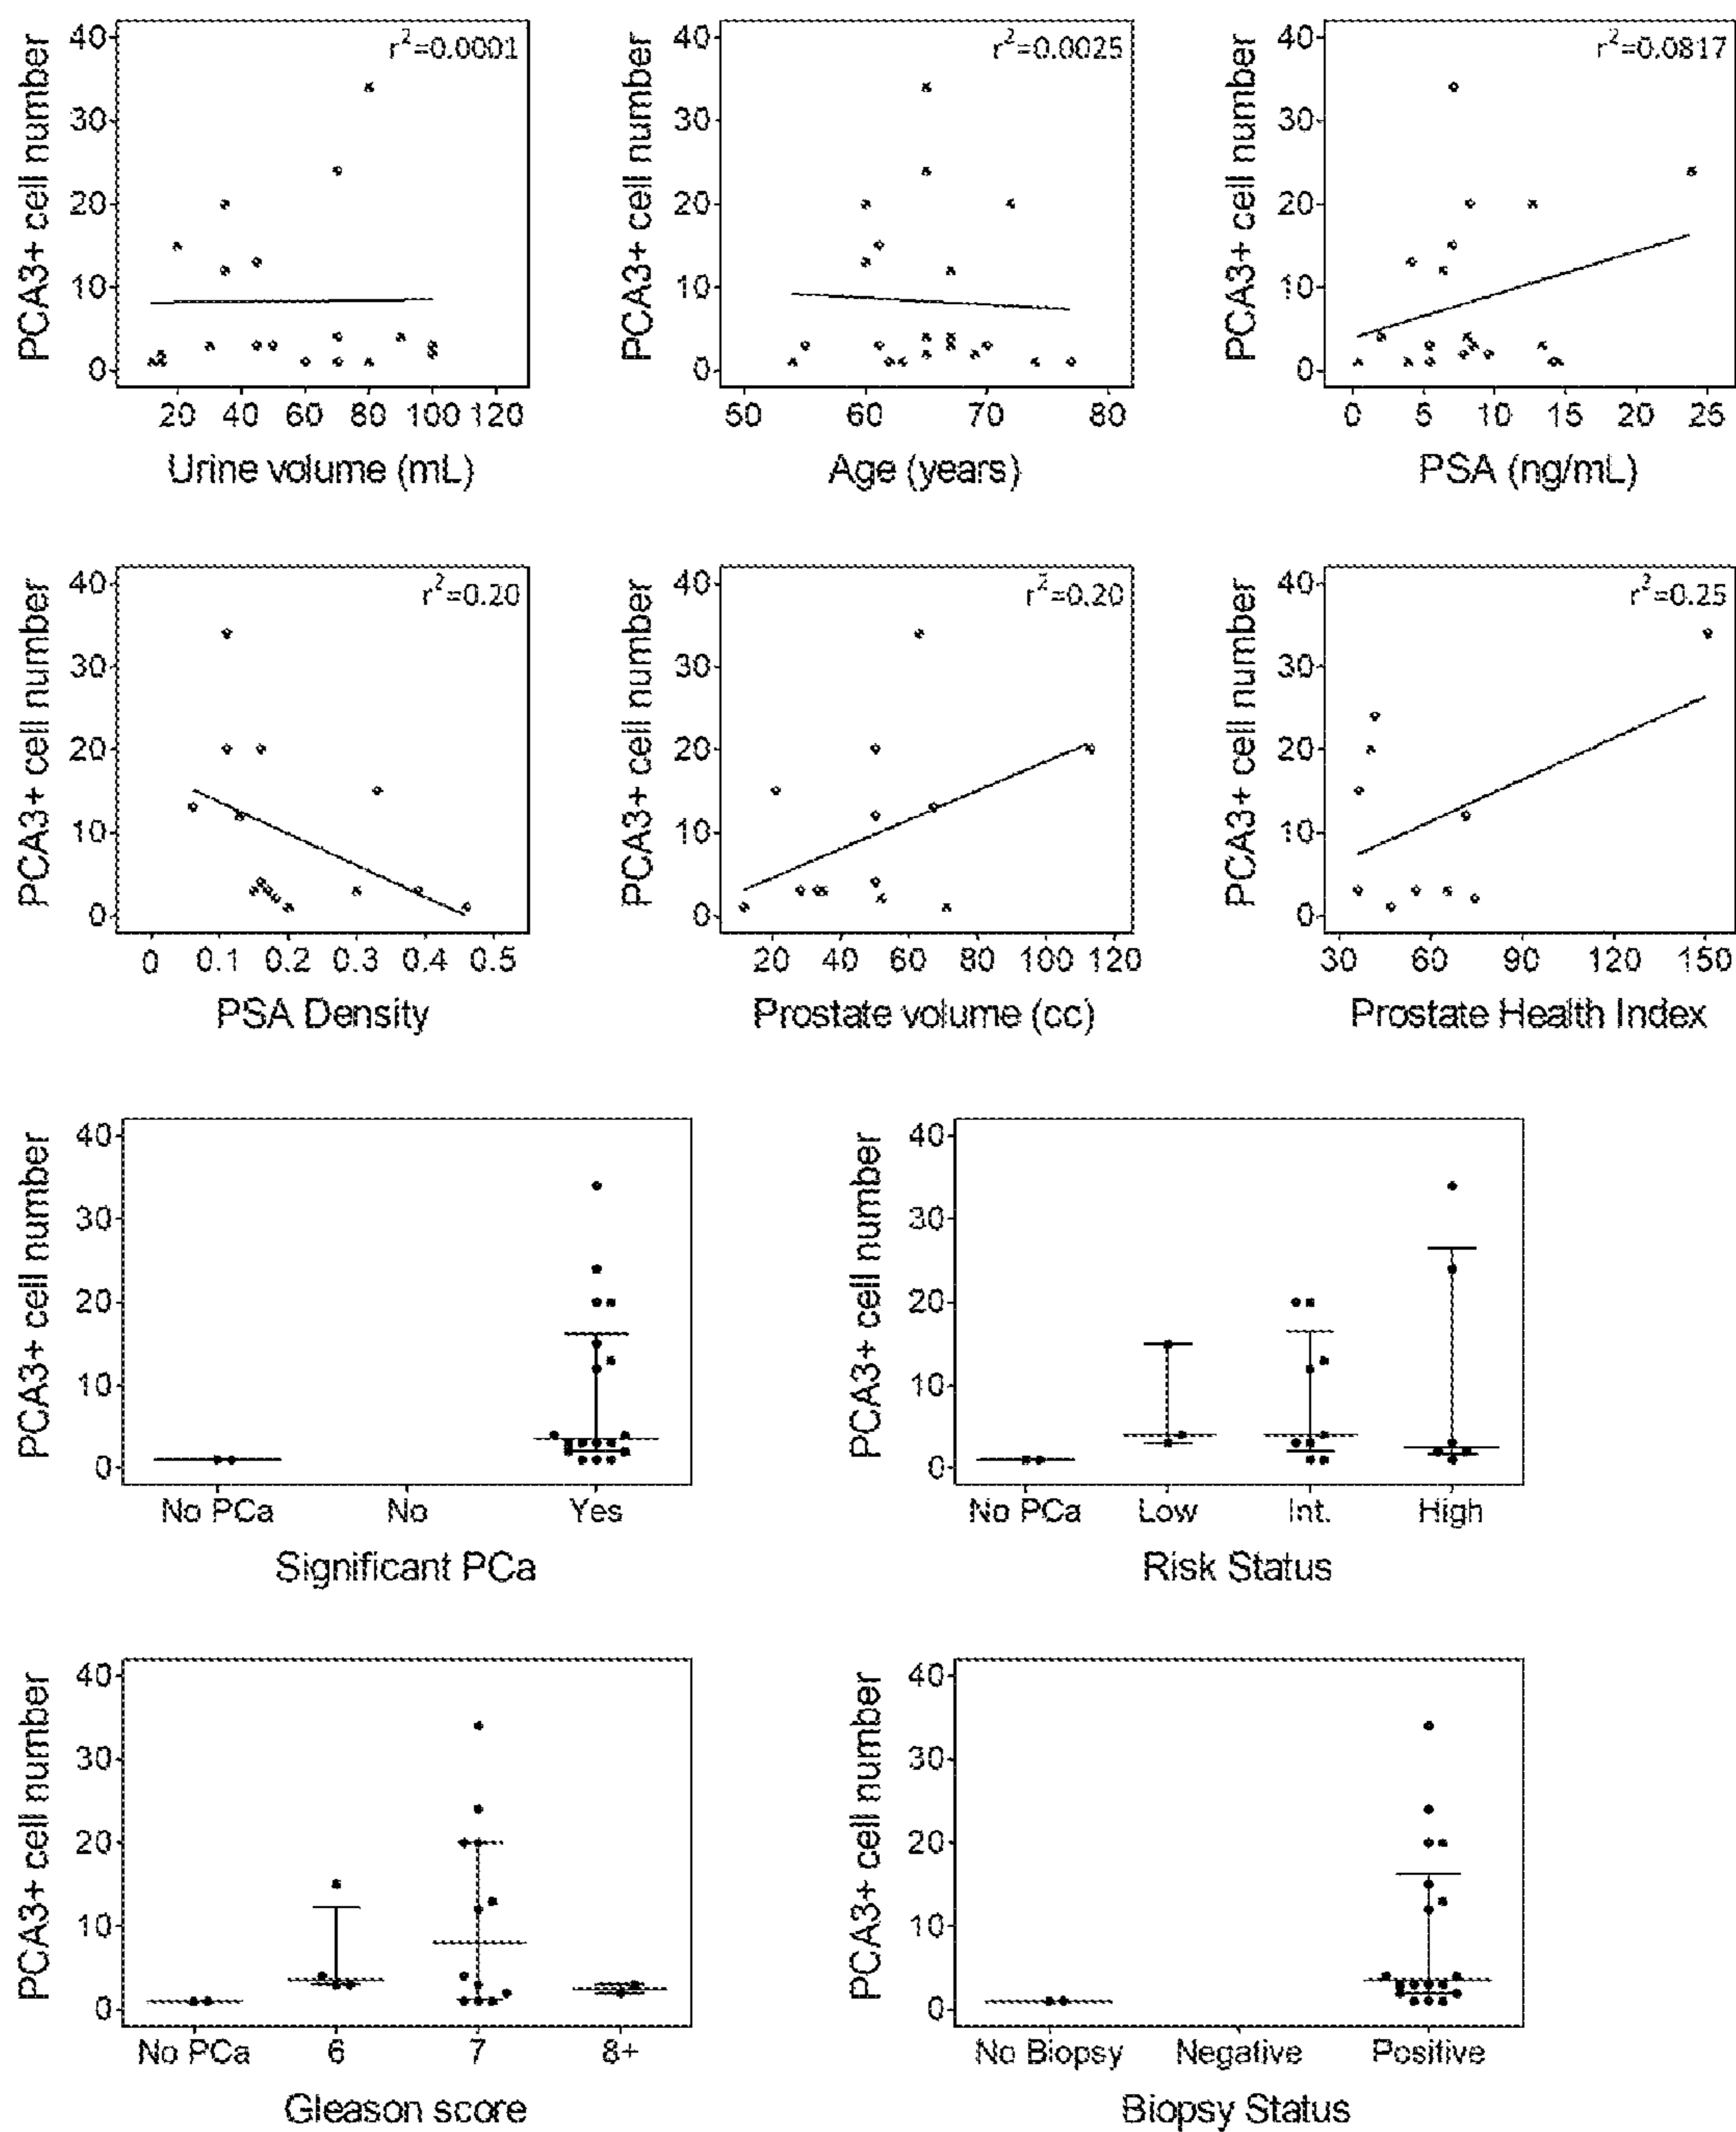 PCA3+ cell number
40
30
20
10
0
r²=0.0001
20 40 60 80 100 120
Urine volume (mL)
PCA3+ cell number
40
30
20
10
0
r²=0.0025
50 60 70 80
Age (years)
PCA3+ cell number
40
30
20
10
0
r²=0.0817
0 5 10 15 20 25
PSA (ng/mL)
PCA3+ cell number
40
30
20
10
0
r²=0.20
0 0.1 0.2 0.3 0.4 0.5
PSA Density
PCA3+ cell number
40
30
20
10
0
r²=0.20
20 40 60 80 100 120
Prostate volume (cc)
PCA3+ cell number
40
30
20
10
0
r²=0.25
30 60 90 120 150
Prostate Health Index
PCA3+ cell number
40
30
20
10
0
No PCa No Yes
Significant PCa
PCA3+ cell number
40
30
20
10
0
No PCa Low Int. High
Risk Status
PCA3+ cell number
40
30
20
10
0
No PCa 6 7 8+
Gleason score
PCA3+ cell number
40
30
20
10
0
No Biopsy Negative Positive
Biopsy Status